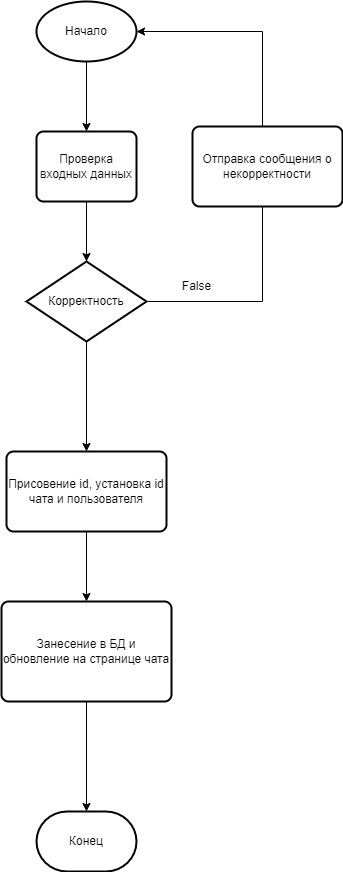 Начало
Проверка
входных данных
Отправка сообщения о
некорректности
Корректность
False
Присовение id, установка id
чата и пользователя
Занесение в БД и
обновление на странице чата
Конец